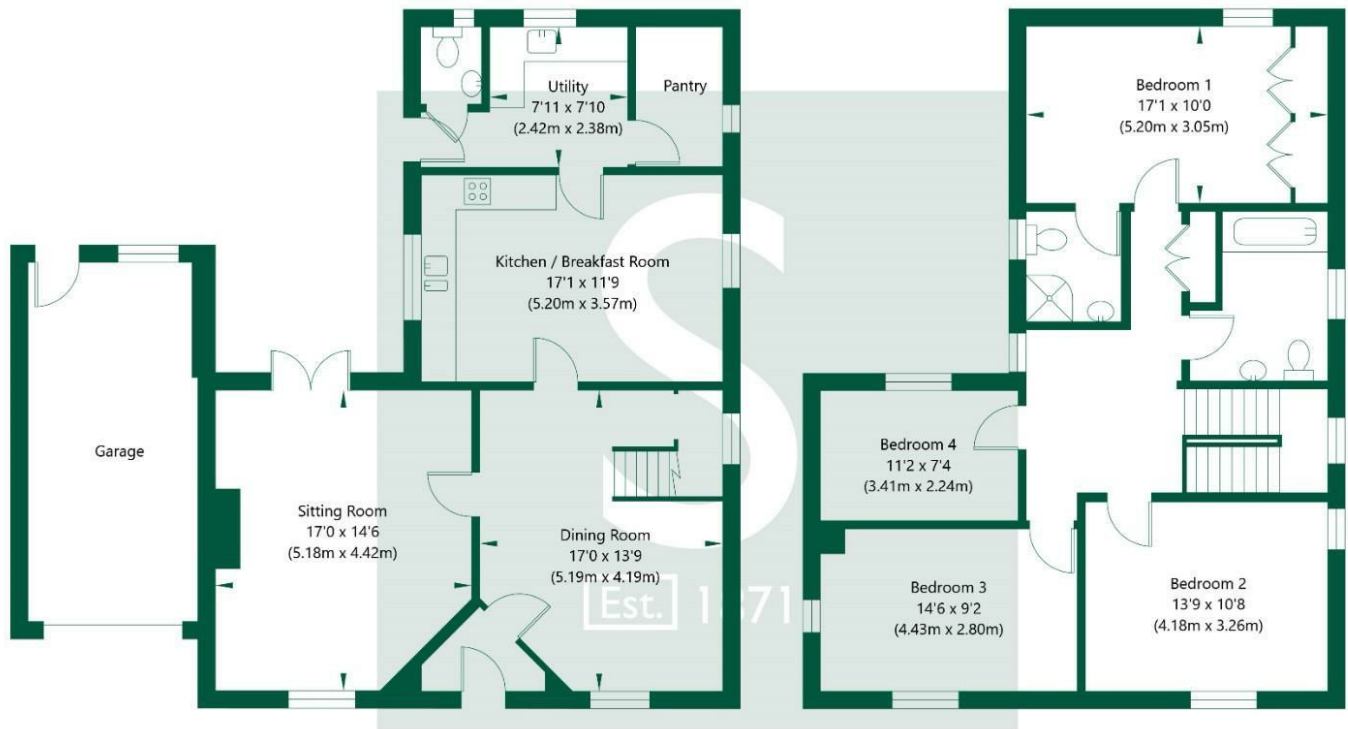 Utility
7'11 x 7'10
(2.42m x 2.38m)
Pantry
Kitchen / Breakfast Room
17'1 x 11'9
(5.20m x 3.57m)
Garage
Sitting Room
17'0 x 14'6
(5.18m x 4.42m)
Dining Room
17'0 x 13'9
(5.19m x 4.19m)
S
Est. 1871
Bedroom 1
17'1 x 10'0
(5.20m x 3.05m)
Bedroom 4
11'2 x 7'4
(3.41m x 2.24m)
Bedroom 3
14'6 x 9'2
(4.43m x 2.80m)
Bedroom 2
13'9 x 10'8
(4.18m x 3.26m)